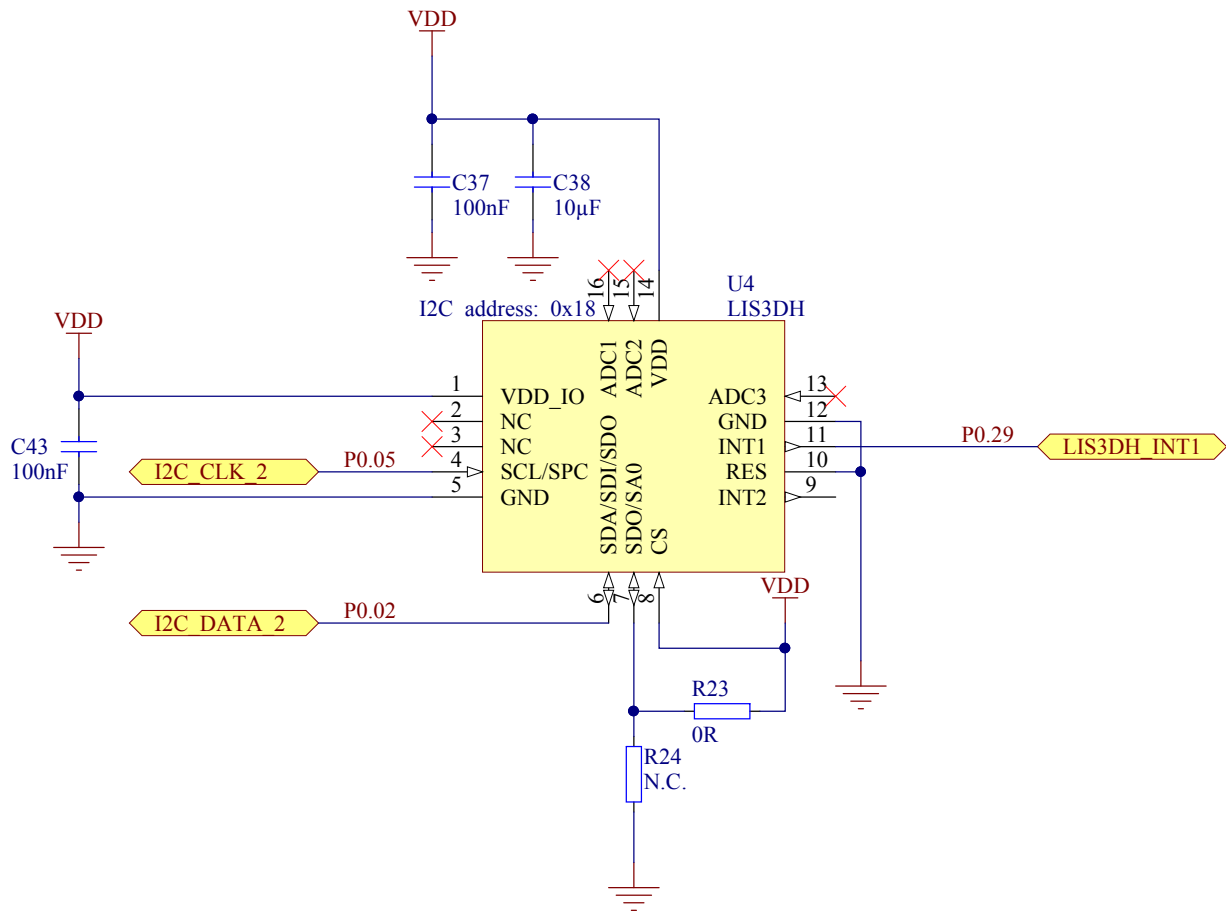 VDD
C37
100nF
C38
10µF
16
15
14
U4
I2C address: 0x18
LIS3DH
VDD
ADC1
ADC2
VDD
1
VDD_IO
ADC3
13
2
NC
GND
12
C43
100nF
3
NC
INT1
11
P0.29
LIS3DH_INT1
I2C_CLK_2
P0.05
4
SCL/SPC
RES
10
5
GND
INT2
9
SDA/SDI/SDO
SDO/SA0
CS
6
7
8
VDD
I2C_DATA_2
P0.02
R23
0R
R24
N.C.